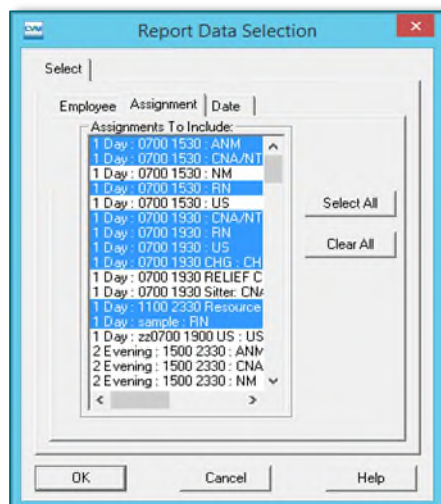 CVM
Report Data Selection
Select
Employee Assignment Date
Assignments To Include:
1 Day : 0700 1530 : ANM
1 Day : 0700 1530 : CNA/NT
1 Day : 0700 1530 : NM
1 Day : 0700 1530 : RN
1 Day : 0700 1530 : US
1 Day : 0700 1930 : CNA/NT
1 Day : 0700 1930 : RN
1 Day : 0700 1930 : US
1 Day : 0700 1930 CHG : CH
1 Day : 0700 1930 RELIEF C
1 Day : 0700 1930 Sitter: CNA
1 Day : 1100 2330 Resource
1 Day : sample : RN
1 Day : zz0700 1900 US : US
2 Evening : 1500 2330 : ANM
2 Evening : 1500 2330 : CNA
2 Evening : 1500 2330 : NM
Select All
Clear All
OK Cancel Help